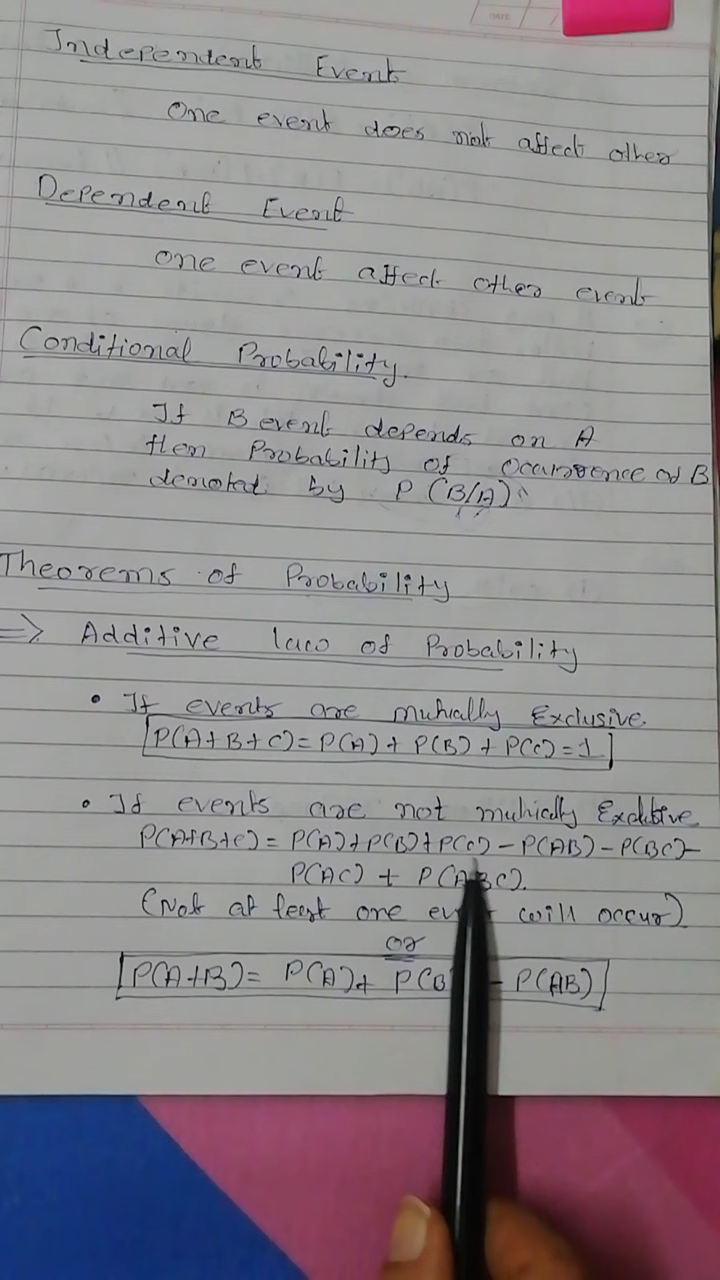 DATE
Independent Event
One event does not affect other
Dependent Event
One event affect other event
Conditional Probability.
If B event depends on A
then Probability of Occurrence of B
denoted by P(B/A)
Theorems of Probability
=> Additive law of Probability
• If events are mutually Exclusive.
P(A+B+C) = P(A) + P(B) + P(C) = 1
• If events are not mutually Exclusive
P(A+B+C) = P(A) + P(B) + P(C) - P(AB) - P(BC) -
P(AC) + P(ABC).
(Not at least one event will occur)
or
P(A+B) = P(A) + P(B) - P(AB)